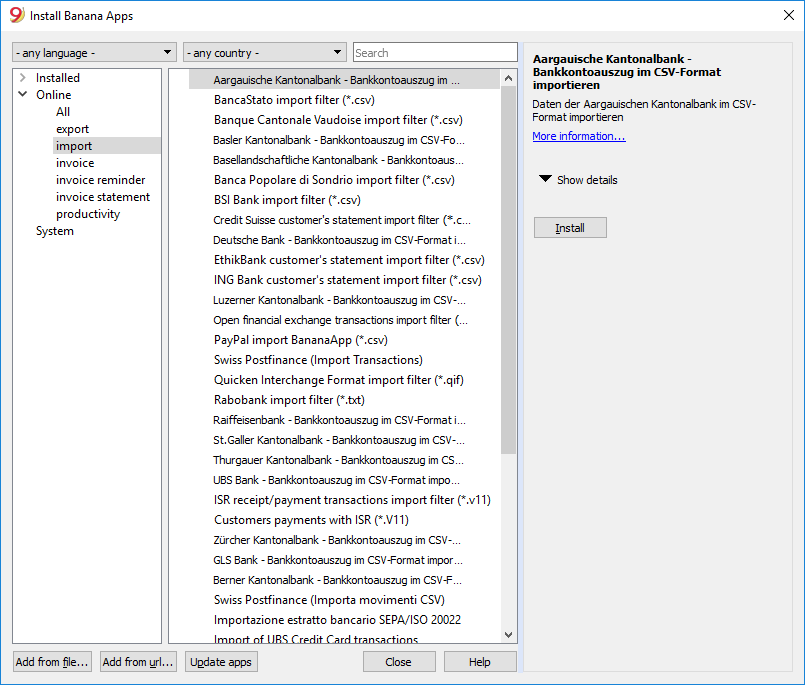 Install Banana Apps
- any language -
- any country -
Search
Installed
Online
All
export
import
invoice
invoice reminder
invoice statement
productivity
System
Aargauische Kantonalbank - Bankkontoauszug im ...
BancaStato import filter (*.csv)
Banque Cantonale Vaudoise import filter (*.csv)
Basler Kantonalbank - Bankkontoauszug im CSV-Fo...
Basellandschaftliche Kantonalbank - Bankkontoaus...
Banca Popolare di Sondrio import filter (*.csv)
BSI Bank import filter (*.csv)
Credit Suisse customer's statement import filter (*.c...
Deutsche Bank - Bankkontoauszug im CSV-Format i...
EthikBank customer's statement import filter (*.csv)
ING Bank customer's statement import filter (*.csv)
Luzerner Kantonalbank - Bankkontoauszug im CSV-...
Open financial exchange transactions import filter (...
PayPal import BananaApp (*.csv)
Swiss Postfinance (Import Transactions)
Quicken Interchange Format import filter (*.qif)
Rabobank import filter (*.txt)
Raiffeisenbank - Bankkontoauszug im CSV-Format i...
St.Galler Kantonalbank - Bankkontoauszug im CSV-...
Thurgauer Kantonalbank - Bankkontoauszug im CS...
UBS Bank - Bankkontoauszug im CSV-Format impo...
ISR receipt/payment transactions import filter (*.v11)
Customers payments with ISR (*.V11)
Zürcher Kantonalbank - Bankkontoauszug im CSV-...
GLS Bank - Bankkontoauszug im CSV-Format impor...
Berner Kantonalbank - Bankkontoauszug im CSV-F...
Swiss Postfinance (Importa movimenti CSV)
Importazione estratto bancario SEPA/ISO 20022
Import of UBS Credit Card transactions
Aargauische Kantonalbank -
Bankkontoauszug im CSV-Format
importieren
Daten der Aargauischen Kantonalbank im CSV-
Format importieren
More information...
Show details
Install
Add from file...
Add from url...
Update apps
Close
Help